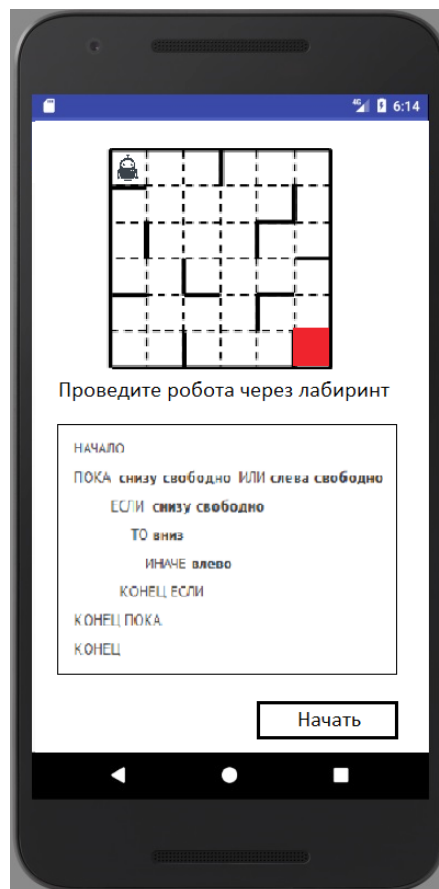 4G 6:14
Проведите робота через лабиринт
НАЧАЛО
ПОКА снизу свободно ИЛИ слева свободно
ЕСЛИ снизу свободно
ТО вниз
ИНАЧЕ влево
КОНЕЦ ЕСЛИ
КОНЕЦ ПОКА
КОНЕЦ
Начать